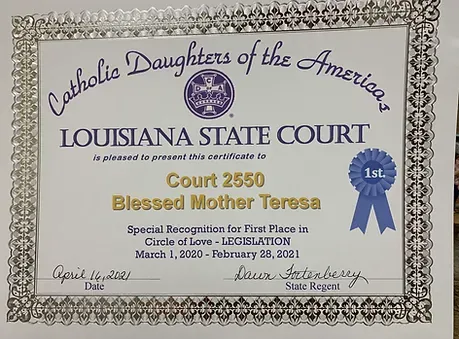 Catholic Daughters of the Americas
LOUISIANA STATE COURT
is pleased to present this certificate to
Court 2550
Blessed Mother Teresa
1st.
Special Recognition for First Place in
Circle of Love - LEGISLATION
March 1, 2020 - February 28, 2021
April 16, 2021 Dawn Fortenberry
Date State Regent